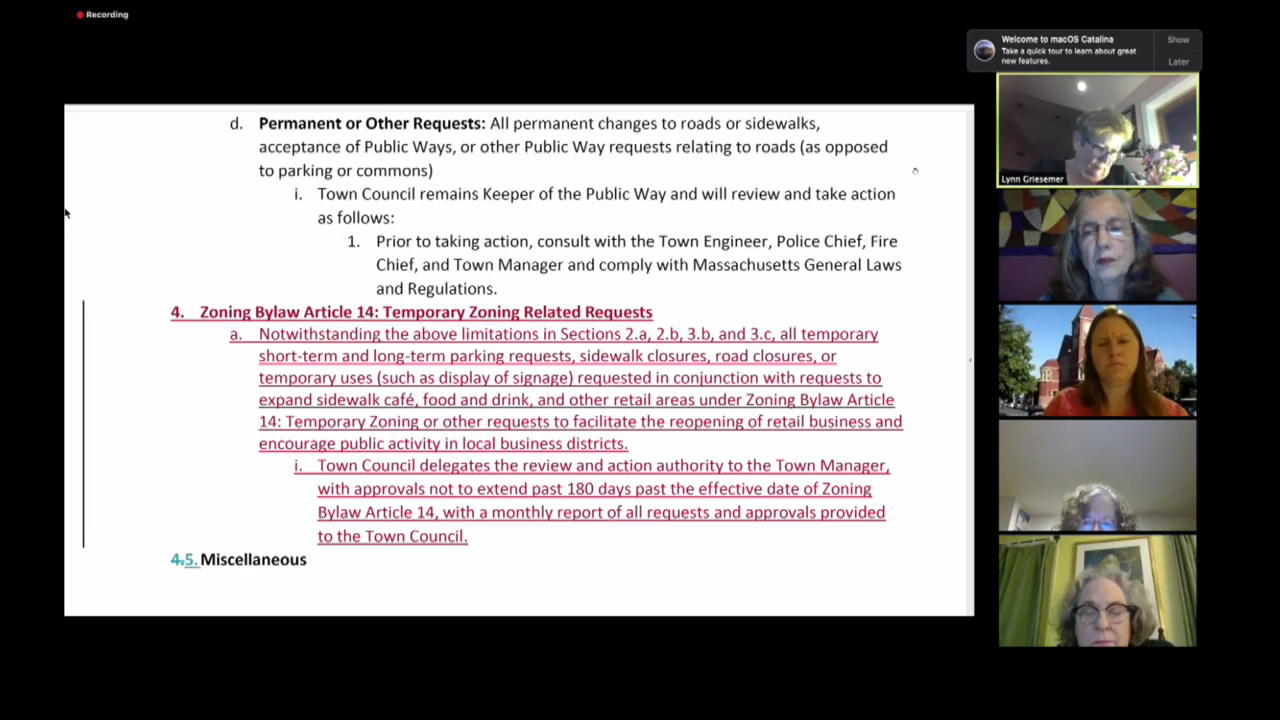 Recording
Welcome to macOS Catalina
Take a quick tour to learn about great
new features.
Show
Later
d. Permanent or Other Requests: All permanent changes to roads or sidewalks,
acceptance of Public Ways, or other Public Way requests relating to roads (as opposed
to parking or commons)
i. Town Council remains Keeper of the Public Way and will review and take action
as follows:
1. Prior to taking action, consult with the Town Engineer, Police Chief, Fire
Chief, and Town Manager and comply with Massachusetts General Laws
and Regulations.
4. Zoning Bylaw Article 14: Temporary Zoning Related Requests
a. Notwithstanding the above limitations in Sections 2.a, 2.b, 3.b, and 3.c, all temporary
short-term and long-term parking requests, sidewalk closures, road closures, or
temporary uses (such as display of signage) requested in conjunction with requests to
expand sidewalk café, food and drink, and other retail areas under Zoning Bylaw Article
14: Temporary Zoning or other requests to facilitate the reopening of retail business and
encourage public activity in local business districts.
i. Town Council delegates the review and action authority to the Town Manager,
with approvals not to extend past 180 days past the effective date of Zoning
Bylaw Article 14, with a monthly report of all requests and approvals provided
to the Town Council.
4.5. Miscellaneous
Lynn Griesemer